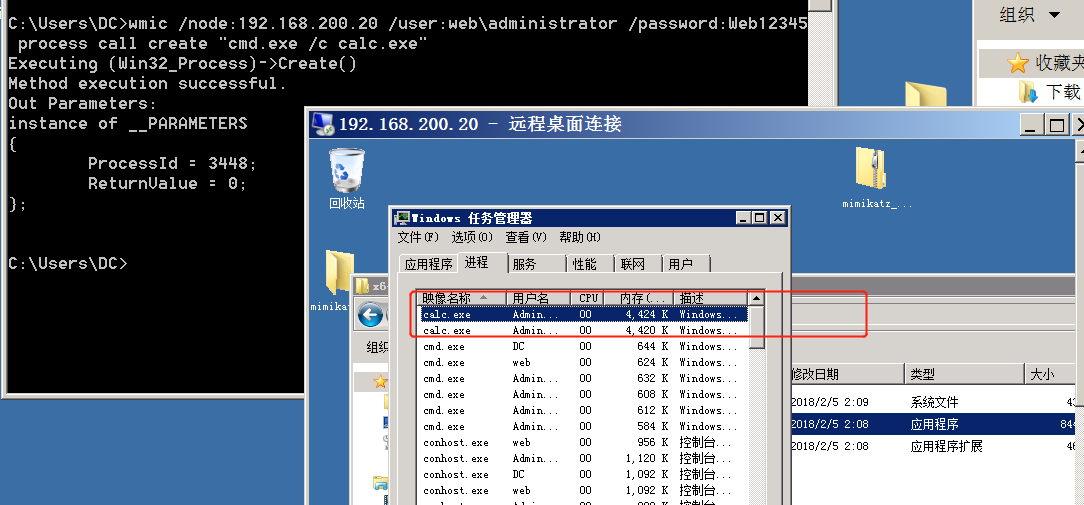 C:\Users\DC>wmic /node:192.168.200.20 /user:web\administrator /password:Web12345
process call create "cmd.exe /c calc.exe"
Executing (Win32_Process)->Create()
Method execution successful.
Out Parameters:
instance of __PARAMETERS
{
ProcessId = 3448;
ReturnValue = 0;
};
C:\Users\DC>
组织
收藏夹
下载
192.168.200.20 - 远程桌面连接
回收站
mimikatz_...
Windows 任务管理器
文件(F) 选项(O) 查看(V) 帮助(H)
应用程序 进程 服务 性能 联网 用户
映像名称 用户名 CPU 内存(... 描述
calc.exe Admin... 00 4,424 K Windows...
calc.exe Admin... 00 4,420 K Windows...
cmd.exe DC 00 644 K Windows...
cmd.exe web 00 624 K Windows...
cmd.exe Admin... 00 632 K Windows...
cmd.exe Admin... 00 608 K Windows...
cmd.exe Admin... 00 612 K Windows...
cmd.exe Admin... 00 584 K Windows...
conhost.exe web 00 956 K 控制台...
conhost.exe Admin... 00 1,120 K 控制台...
conhost.exe DC 00 1,092 K 控制台...
conhost.exe web 00 1,092 K 控制台...
组织
修改日期 类型 大小
2018/2/5 2:09 系统文件
2018/2/5 2:08 应用程序
2018/2/5 2:08 应用程序扩展